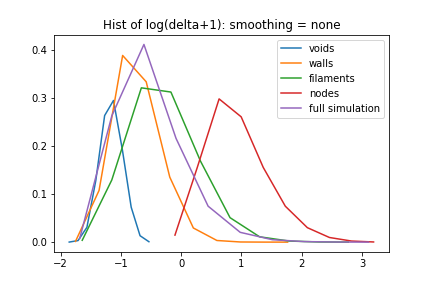 Hist of log(delta+1): smoothing = none
voids
walls
filaments
nodes
full simulation
0.4
0.3
0.2
0.1
0.0
−2 −1 0 1 2 3